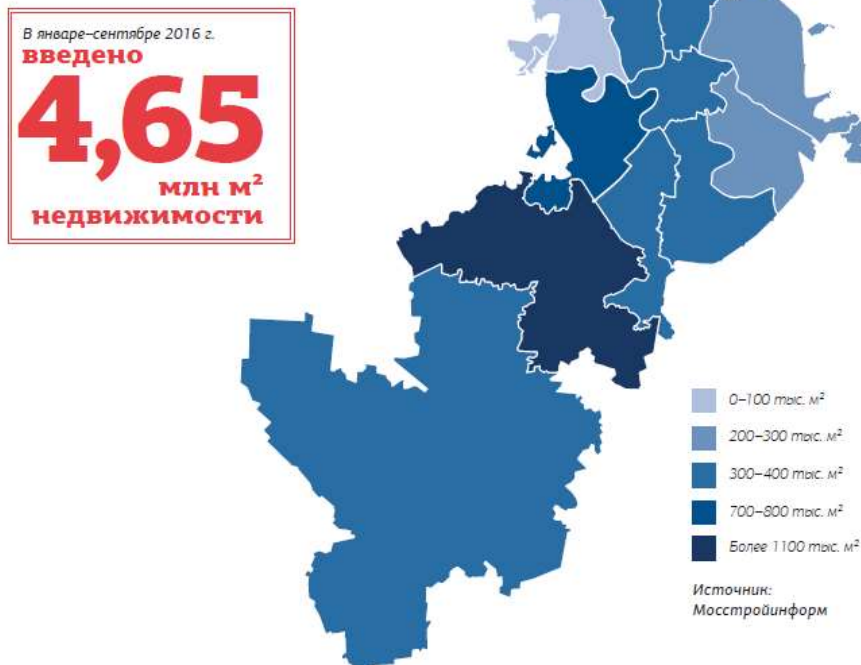 В январе–сентябре 2016 г.
введено
4,65
млн м²
недвижимости
0–100 тыс. м²
200–300 тыс. м²
300–400 тыс. м²
700–800 тыс. м²
Более 1100 тыс. м²
Источник:
Мосстройинформ